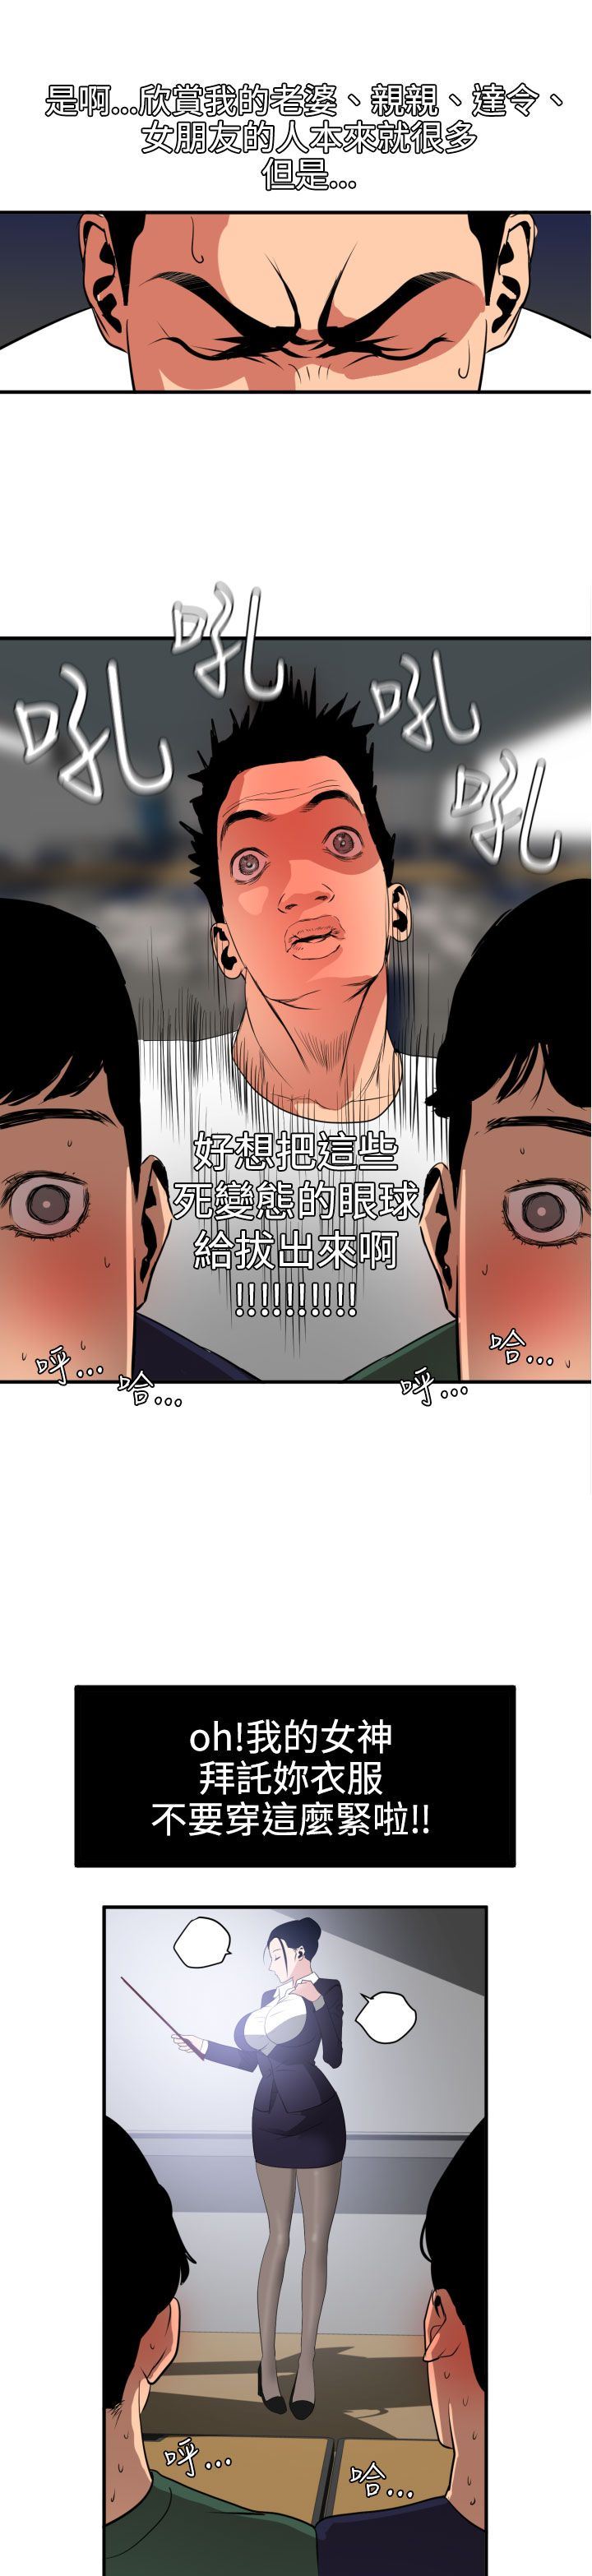 是啊...欣賞我的老婆、親親、達令、
女朋友的人本來就很多
但是...
吼
吼
吼
吼
好想把這些
死變態的眼球
給拔出來啊
!!!!!!!!!!
呼...
哈...
呼...
哈...
oh!我的女神
拜託妳衣服
不要穿這麼緊啦!!
呼...
哈...